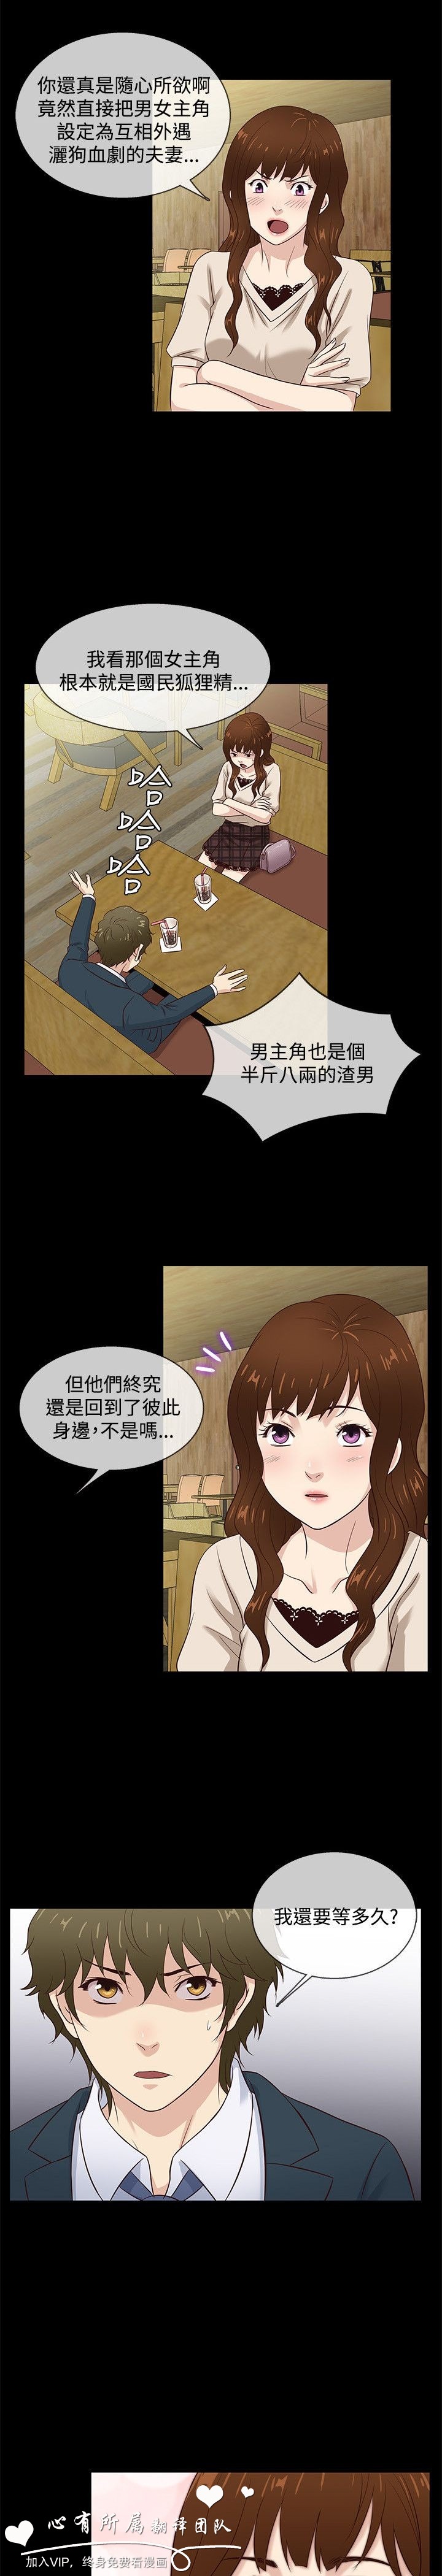 你還真是隨心所欲啊
竟然直接把男女主角
設定為互相外遇
灑狗血劇的夫妻...
我看那個女主角
根本就是國民狐狸精...
哈
哈
哈
男主角也是個
半斤八兩的渣男
但他們終究
還是回到了彼此
身邊，不是嗎...
我還要等多久?
心有所属翻译团队
加入VIP，终身免费看漫画